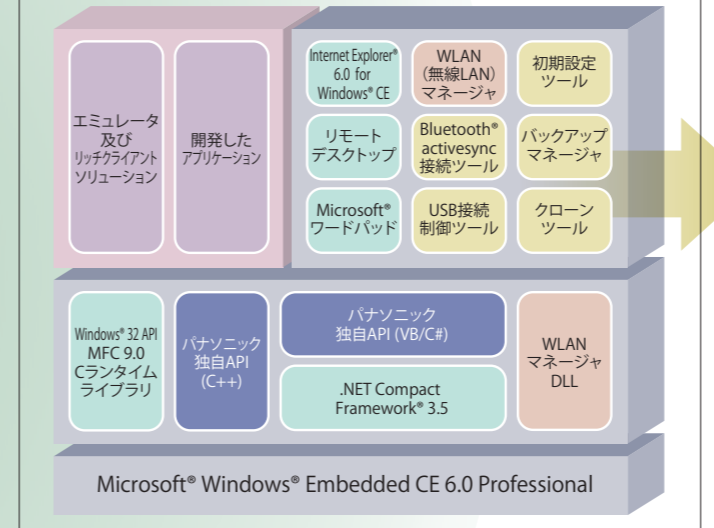 エミュレータ
及び
リッチクライアント
ソリューション
開発した
アプリケーション
Internet Explorer®
6.0 for
Windows® CE
WLAN
（無線LAN）
マネージャ
初期設定
ツール
リモート
デスクトップ
Bluetooth®
activesync
接続ツール
バックアップ
マネージャ
Microsoft®
ワードパッド
USB接続
制御ツール
クローン
ツール
Windows® 32 API
MFC 9.0
Cランタイム
ライブラリ
パナソニック
独自API
(C++)
パナソニック
独自API (VB/C#)
.NET Compact
Framework® 3.5
WLAN
マネージャ
DLL
Microsoft® Windows® Embedded CE 6.0 Professional